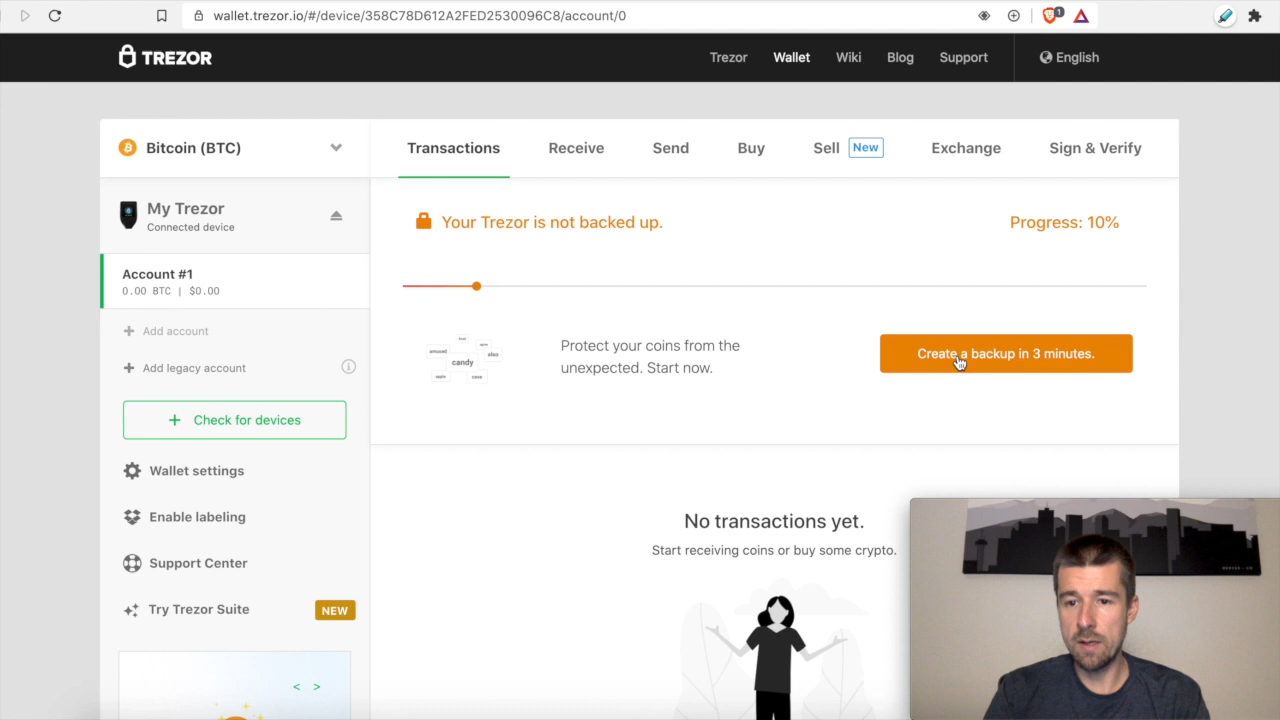 wallet.trezor.io/#/device/358C78D612A2FED2530096C8/account/0
1
TREZOR
Trezor Wallet Wiki Blog Support English
Bitcoin (BTC)
Transactions Receive Send Buy Sell New Exchange Sign & Verify
My Trezor
Connected device
Your Trezor is not backed up. Progress: 10%
Account #1
0.00 BTC | $0.00
Add account
Add legacy account
Check for devices
Wallet settings
Enable labeling
Support Center
Try Trezor Suite NEW
< >
candy
Protect your coins from the
unexpected. Start now.
Create a backup in 3 minutes.
No transactions yet.
Start receiving coins or buy some crypto.